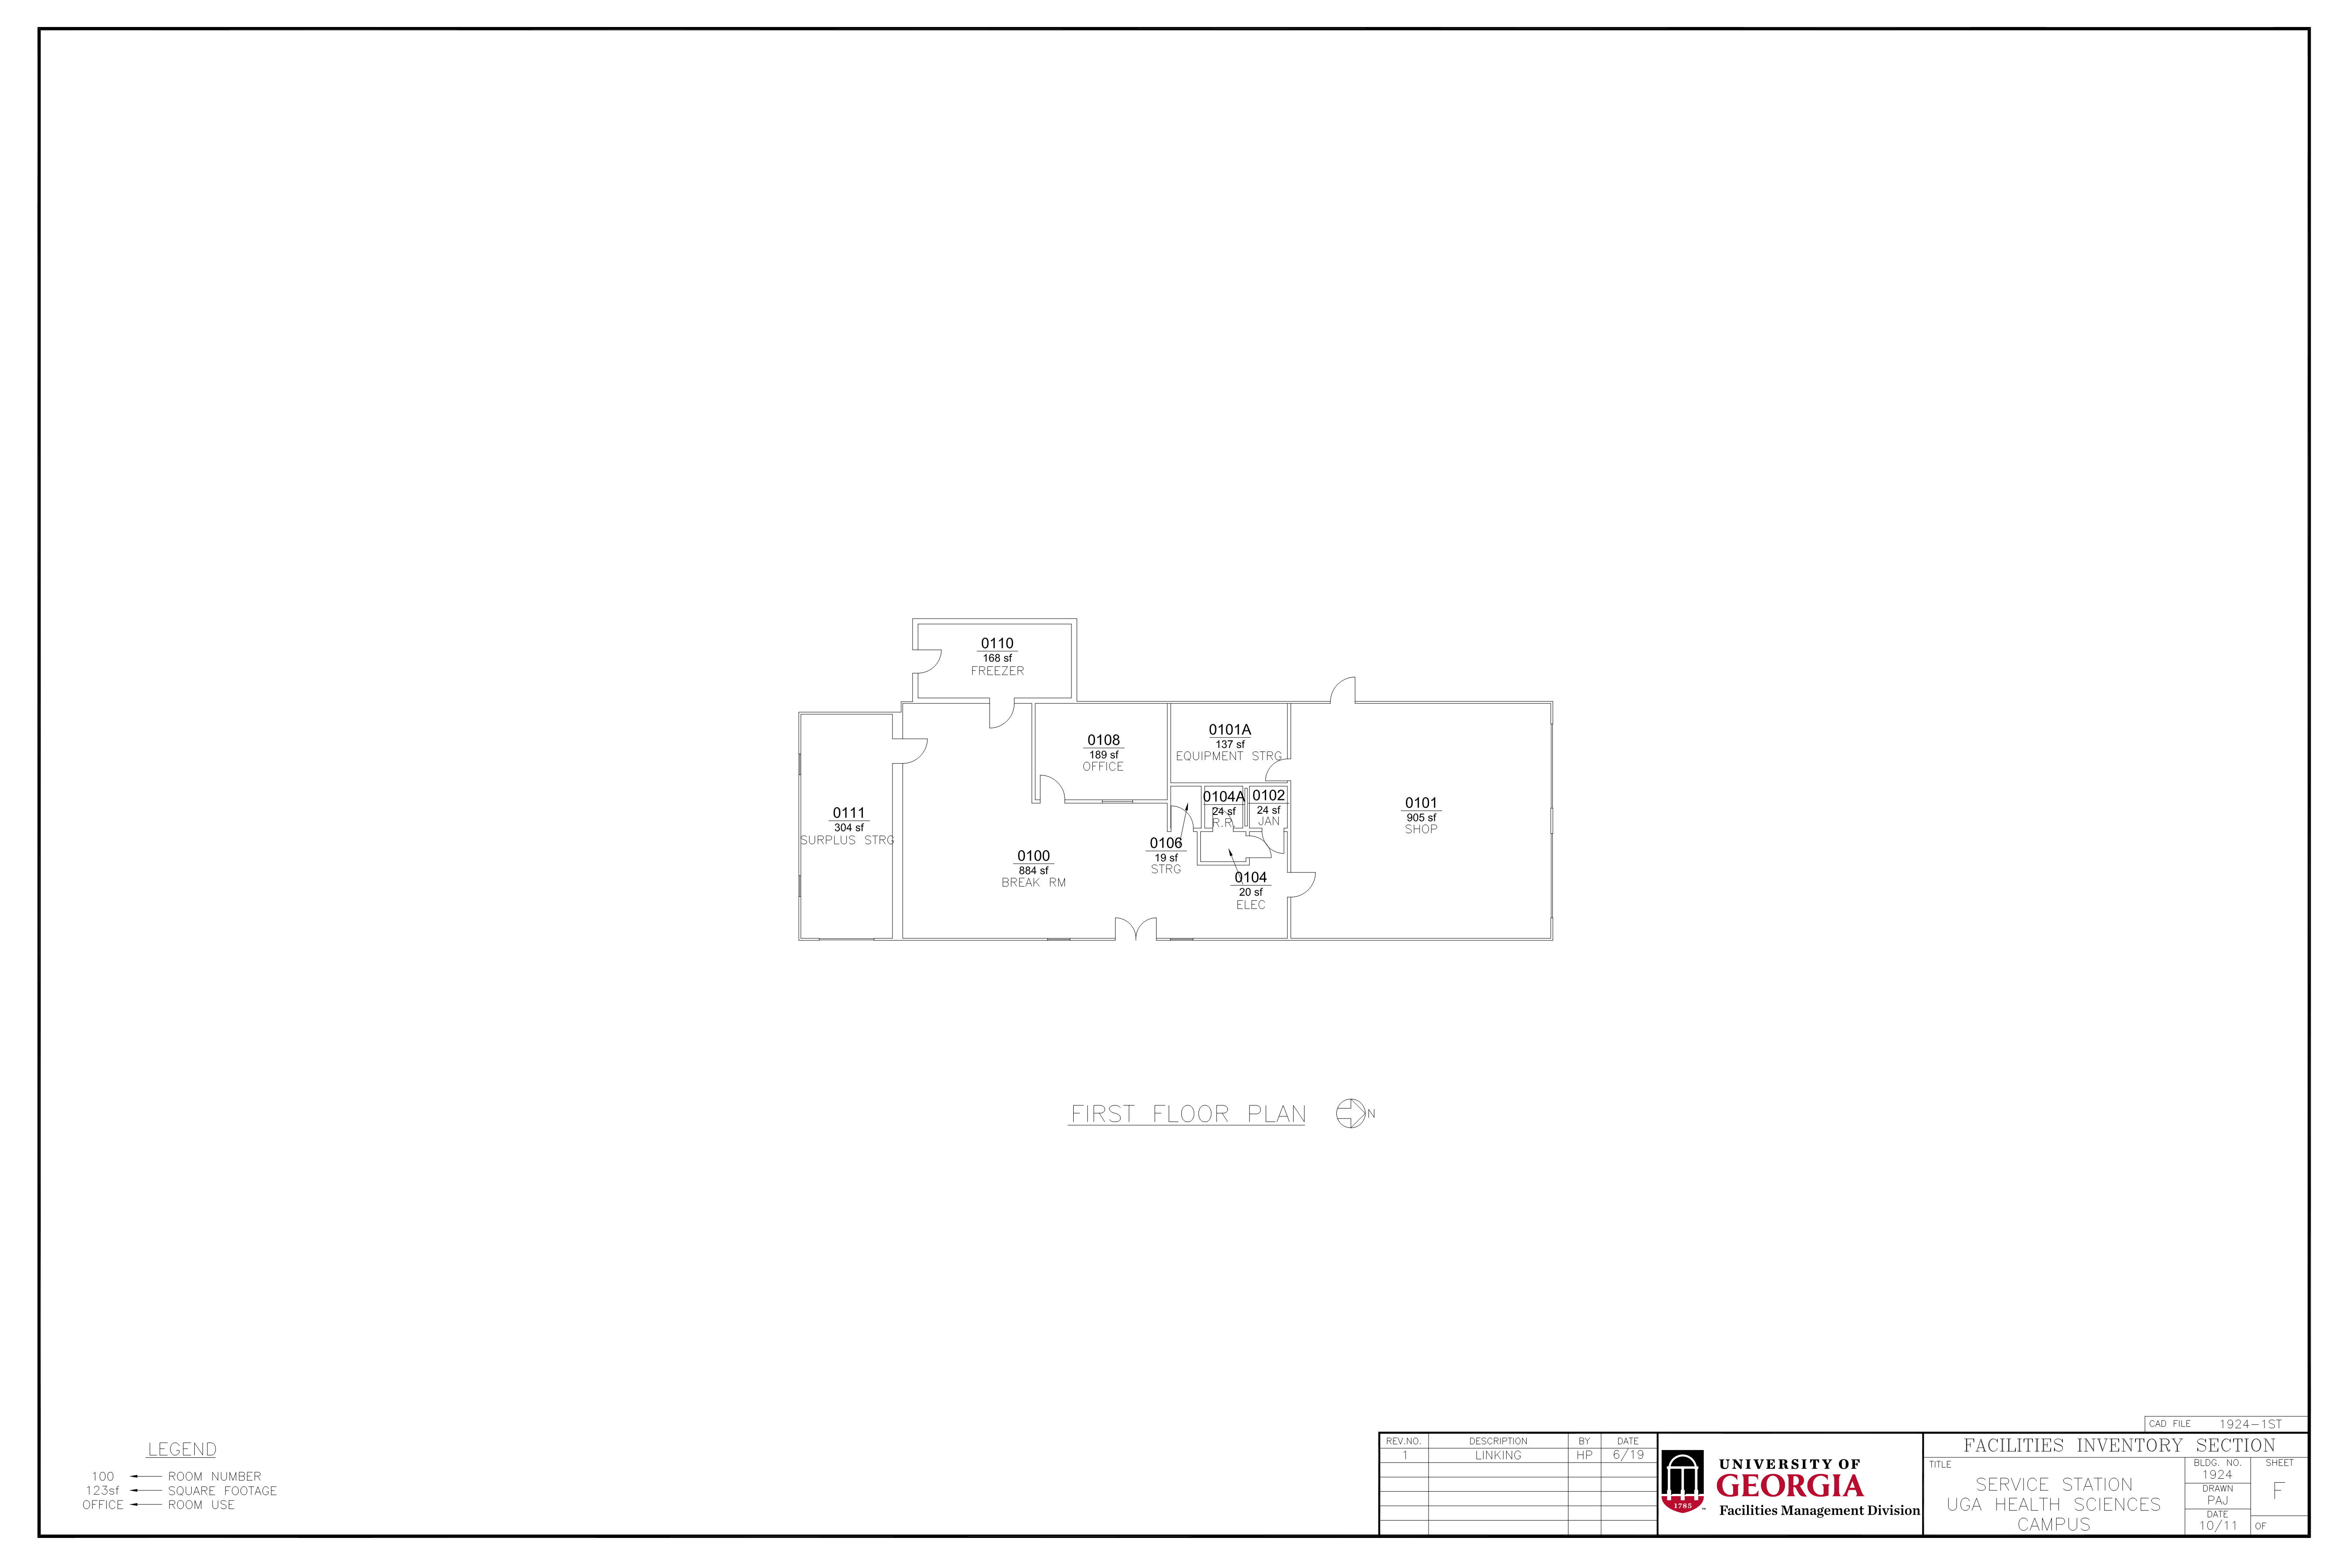 0110
168 sf
FREEZER
0108
189 sf
OFFICE
0101A
137 sf
EQUIPMENT STRG
0104A
24 sf
R.R.
0102
24 sf
JAN
0101
905 sf
SHOP
0111
304 sf
SURPLUS STRG
0100
884 sf
BREAK RM
0106
19 sf
STRG
0104
20 sf
ELEC
FIRST FLOOR PLAN
N
LEGEND
100 ROOM NUMBER
123sf SQUARE FOOTAGE
OFFICE ROOM USE
CAD FILE 1924-1ST
REV.NO. DESCRIPTION BY DATE
1 LINKING HP 6/19
1785
UNIVERSITY OF
GEORGIA
Facilities Management Division
FACILITIES INVENTORY SECTION
TITLE
SERVICE STATION
UGA HEALTH SCIENCES
CAMPUS
BLDG. NO.
1924
DRAWN
PAJ
DATE
10/11
SHEET
F
OF